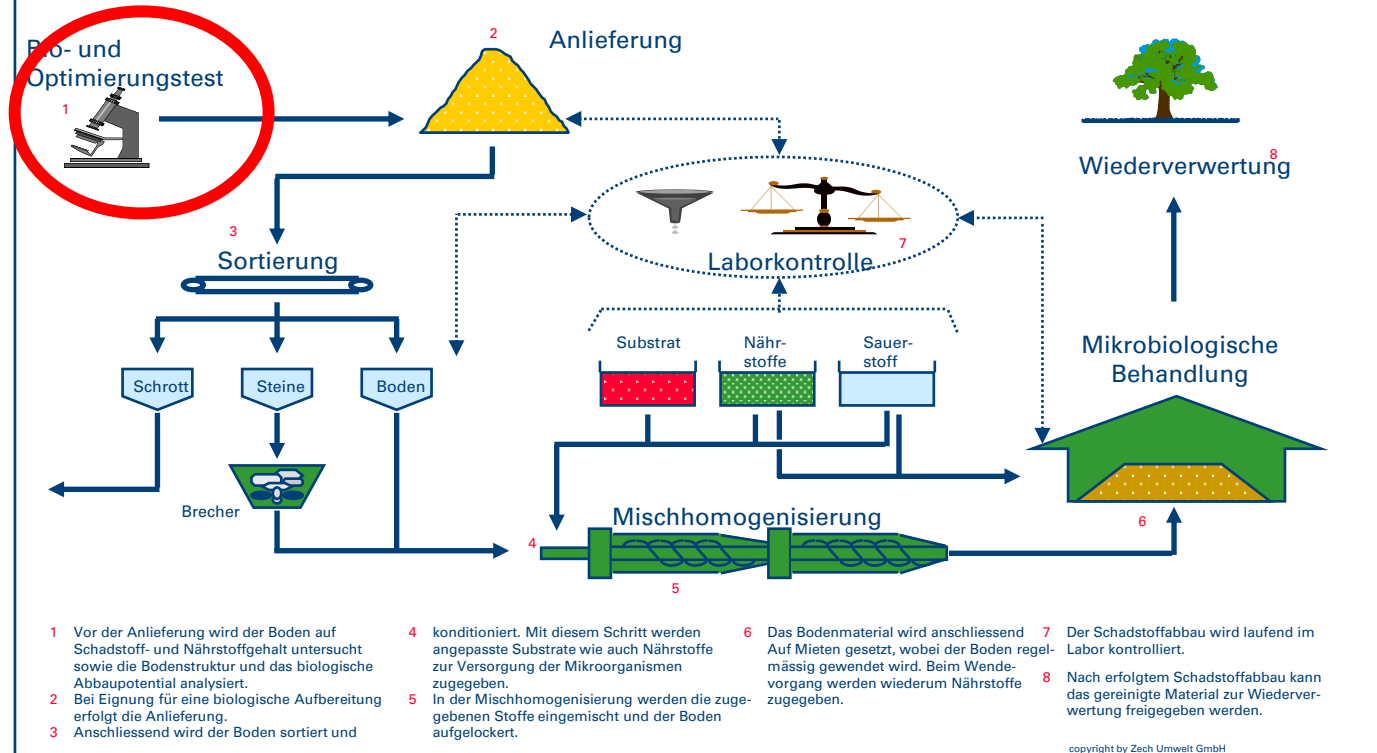 Bio- und
Optimierungstest
1
2
Anlieferung
8
Wiederverwertung
3
Sortierung
7
Laborkontrolle
Schrott
Steine
Boden
Substrat
Nähr-
stoffe
Sauer-
stoff
Mikrobiologische
Behandlung
Brecher
Mischhomogenisierung
4
5
6
1 Vor der Anlieferung wird der Boden auf
Schadstoff- und Nährstoffgehalt untersucht
sowie die Bodenstruktur und das biologische
Abbaupotential analysiert.
2 Bei Eignung für eine biologische Aufbereitung
erfolgt die Anlieferung.
3 Anschliessend wird der Boden sortiert und
4 konditioniert. Mit diesem Schritt werden
angepasste Substrate wie auch Nährstoffe
zur Versorgung der Mikroorganismen
zugegeben.
5 In der Mischhomogenisierung werden die zuge-
gebenen Stoffe eingemischt und der Boden
aufgelockert.
6 Das Bodenmaterial wird anschliessend
Auf Mieten gesetzt, wobei der Boden regel-
mässig gewendet wird. Beim Wende-
vorgang werden wiederum Nährstoffe
zugegeben.
7 Der Schadstoffabbau wird laufend im
Labor kontrolliert.
8 Nach erfolgtem Schadstoffabbau kann
das gereinigte Material zur Wiederver-
wertung freigegeben werden.
copyright by Zech Umwelt GmbH